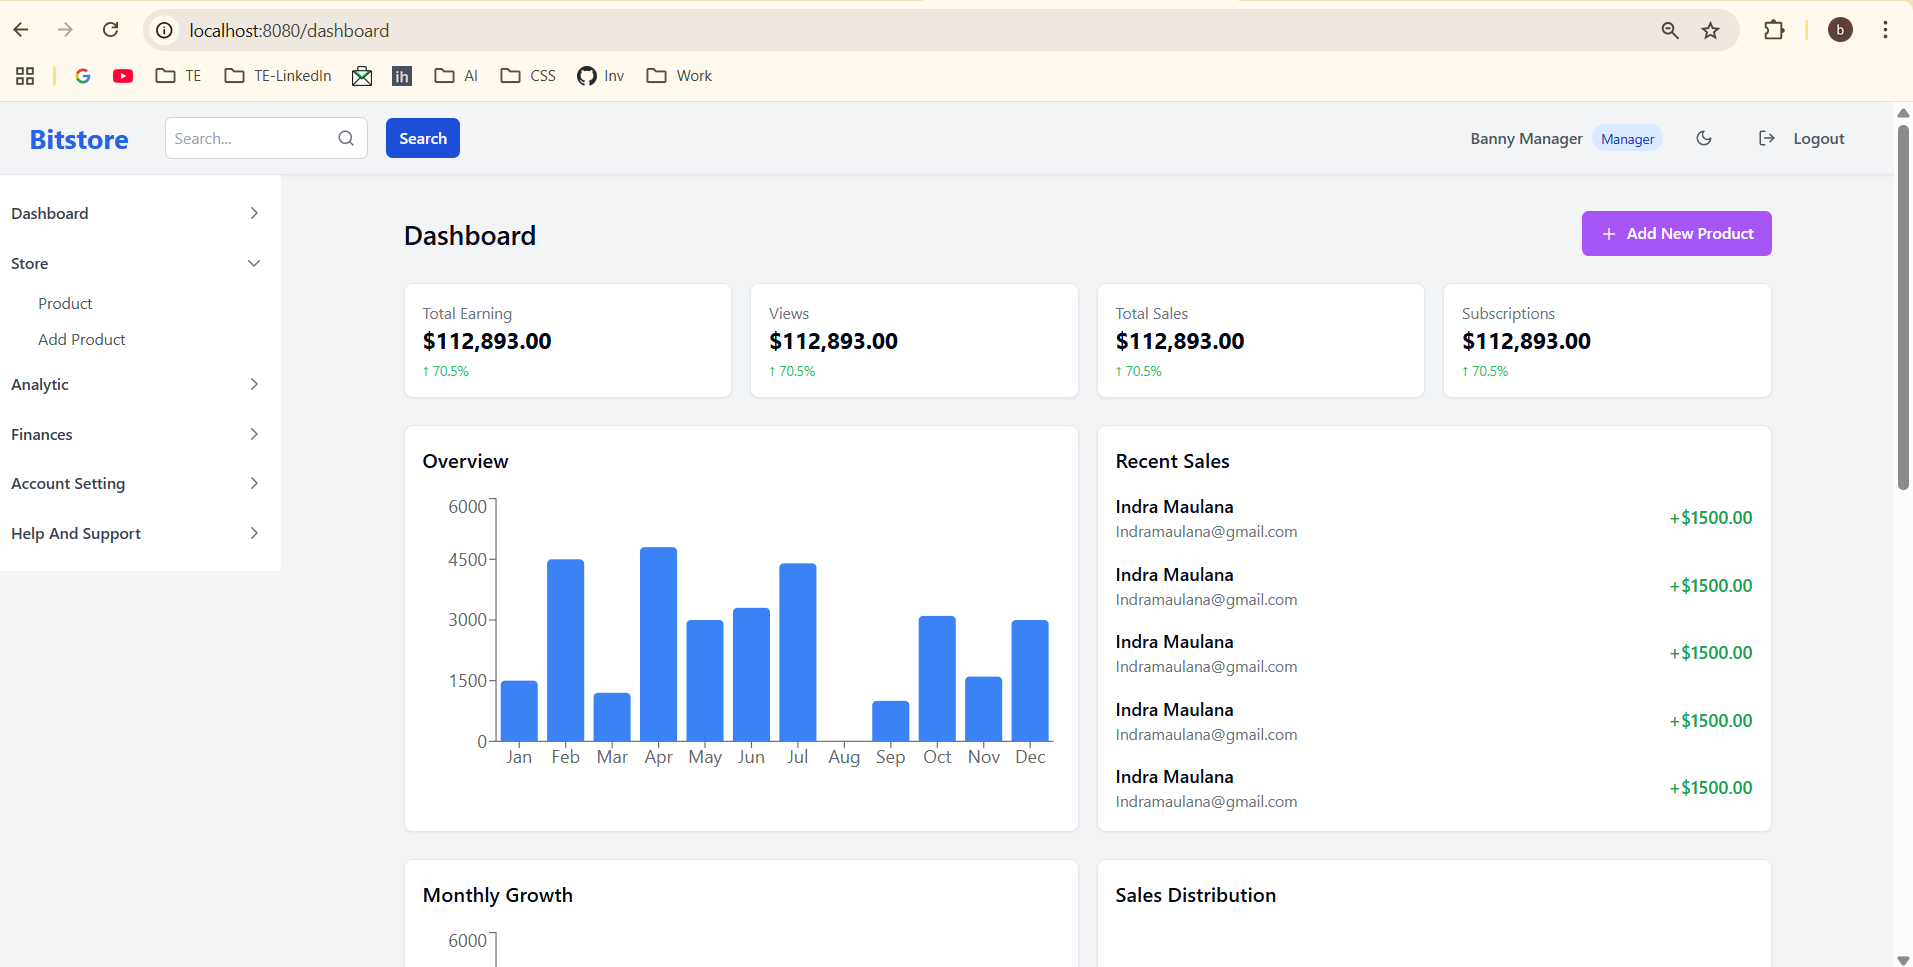 localhost:8080/dashboard
b
TE
TE-LinkedIn
ih
AI
CSS
Inv
Work
Bitstore
Search...
Search
Banny Manager
Manager
Logout
Dashboard
Store
Product
Add Product
Analytic
Finances
Account Setting
Help And Support
Dashboard
+ Add New Product
Total Earning
$112,893.00
↑ 70.5%
Views
$112,893.00
↑ 70.5%
Total Sales
$112,893.00
↑ 70.5%
Subscriptions
$112,893.00
↑ 70.5%
Overview
6000
4500
3000
1500
0
Jan Feb Mar Apr May Jun Jul Aug Sep Oct Nov Dec
Recent Sales
Indra Maulana
Indramaulana@gmail.com
+$1500.00
Indra Maulana
Indramaulana@gmail.com
+$1500.00
Indra Maulana
Indramaulana@gmail.com
+$1500.00
Indra Maulana
Indramaulana@gmail.com
+$1500.00
Indra Maulana
Indramaulana@gmail.com
+$1500.00
Monthly Growth
6000
Sales Distribution